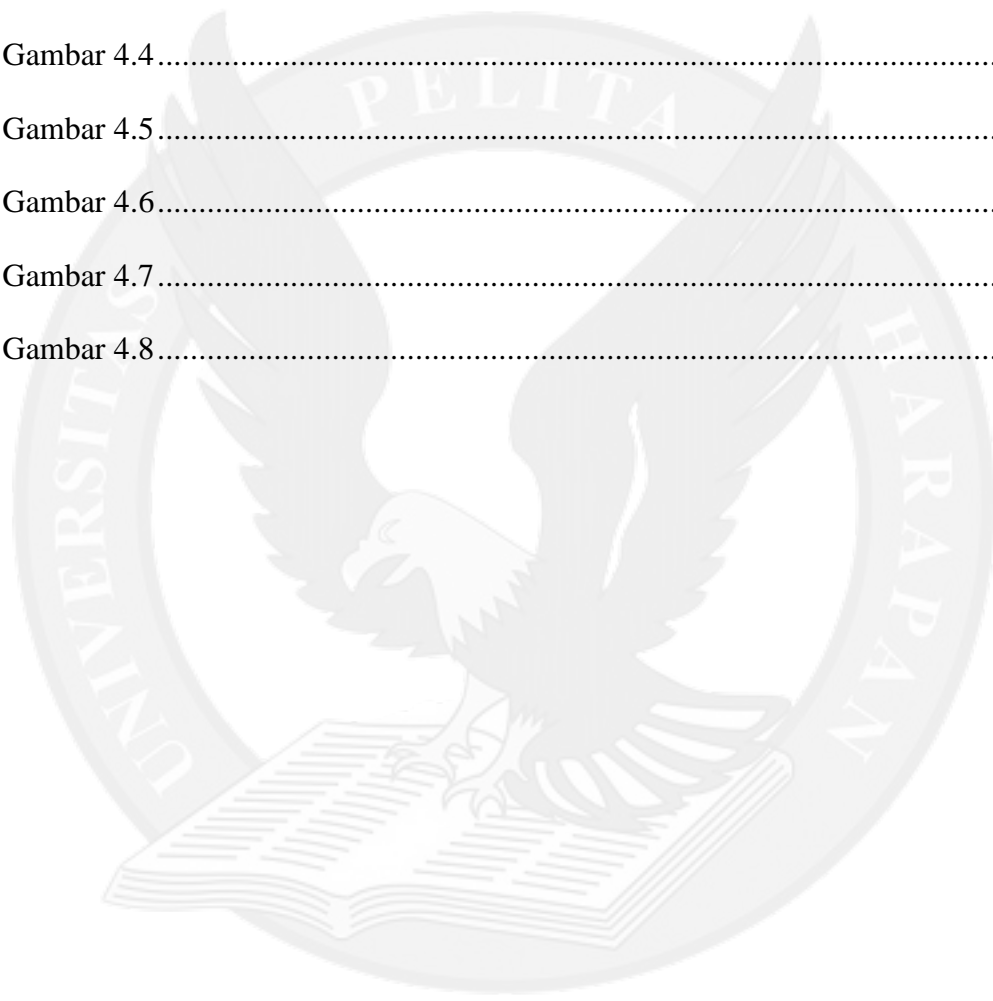 Gambar 4.4..........................................................................................................
Gambar 4.5..........................................................................................................
Gambar 4.6..........................................................................................................
Gambar 4.7..........................................................................................................
Gambar 4.8..........................................................................................................
UNIVERSITAS PELITA HARAPAN